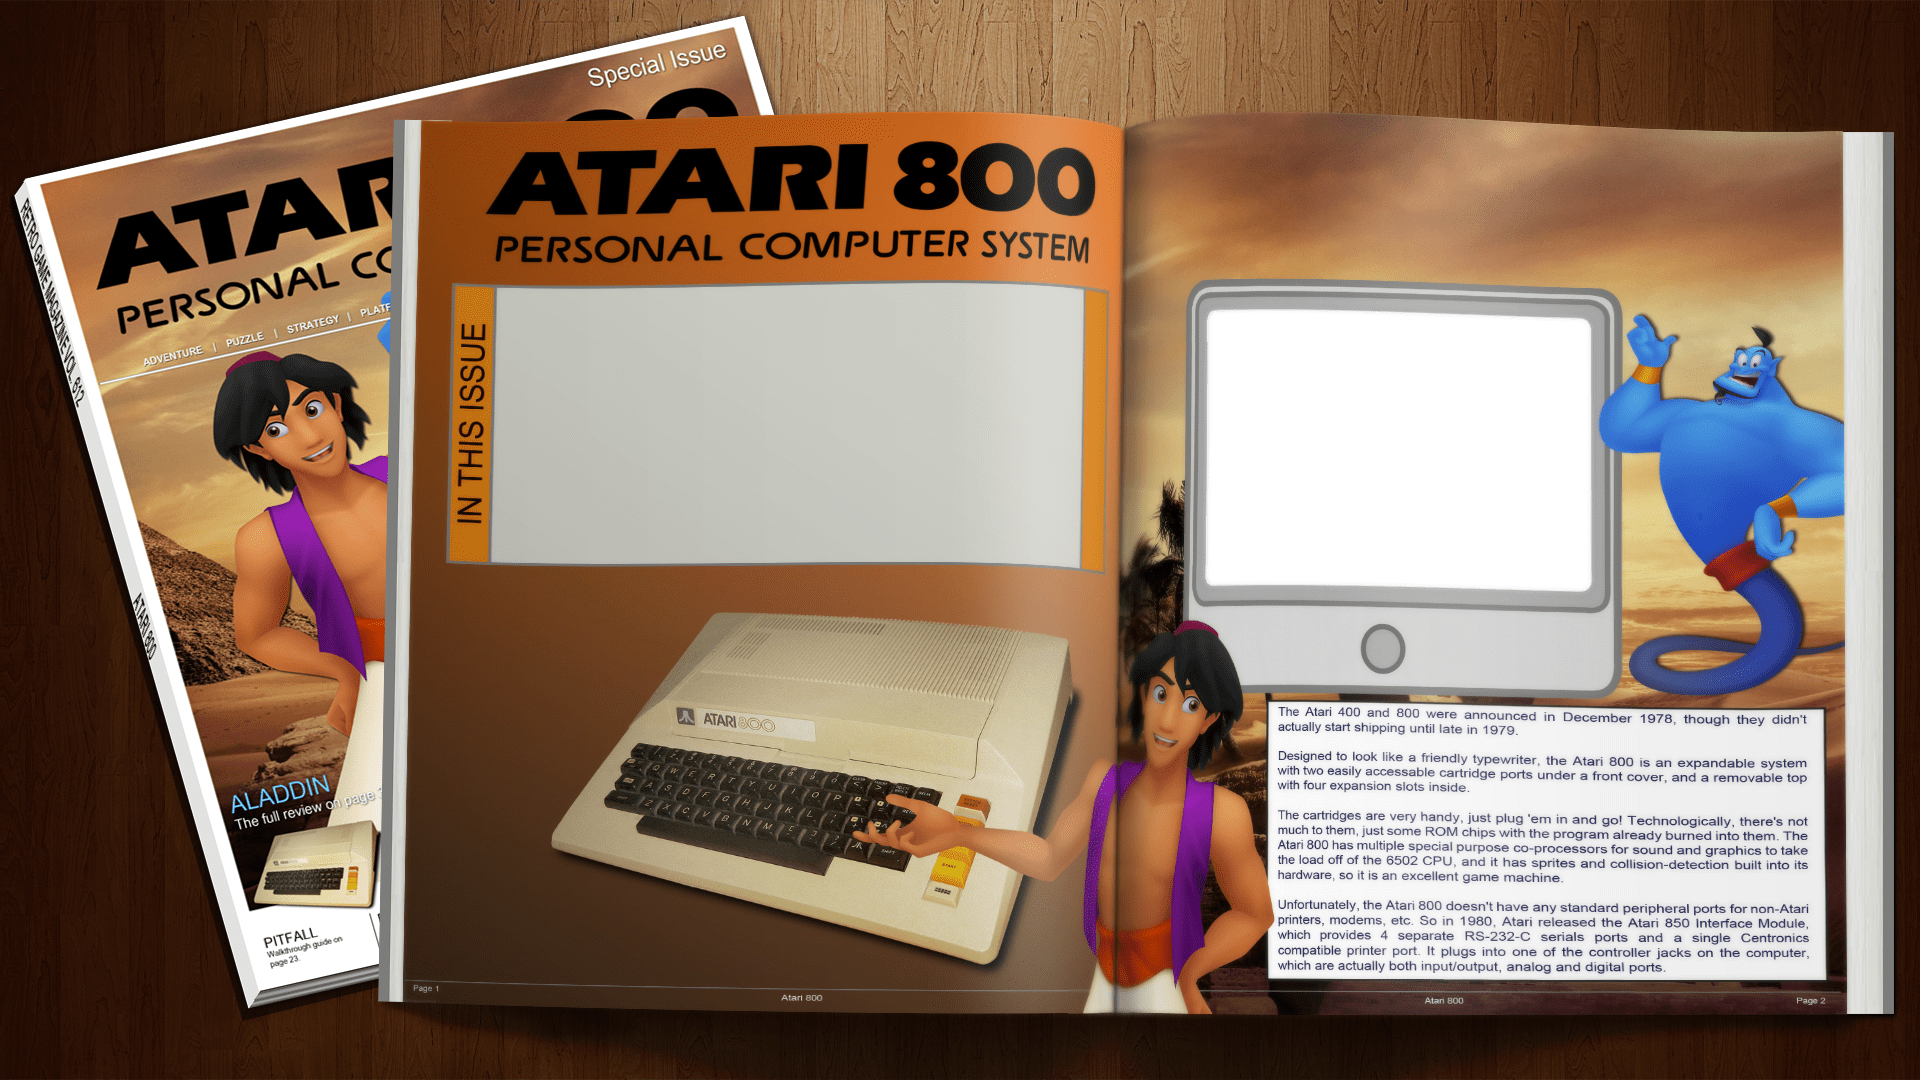 Special Issue
ATARI
PERSONAL CO
ADVENTURE | PUZZLE | STRATEGY | PLATF
RETRO GAME MAGAZINE VOL. 612
ATARI 800
ALADDIN
The full review on page
PITFALL
Walkthrough guide on
page 23.
ATARI 800
PERSONAL COMPUTER SYSTEM
IN THIS ISSUE
ATARI 800
Page 1
Atari 800
The Atari 400 and 800 were announced in December 1978, though they didn't
actually start shipping until late in 1979.
Designed to look like a friendly typewriter, the Atari 800 is an expandable system
with two easily accessable cartridge ports under a front cover, and a removable top
with four expansion slots inside.
The cartridges are very handy, just plug 'em in and go! Technologically, there's not
much to them, just some ROM chips with the program already burned into them. The
Atari 800 has multiple special purpose co-processors for sound and graphics to take
the load off of the 6502 CPU, and it has sprites and collision-detection built into its
hardware, so it is an excellent game machine.
Unfortunately, the Atari 800 doesn't have any standard peripheral ports for non-Atari
printers, modems, etc. So in 1980, Atari released the Atari 850 Interface Module,
which provides 4 separate RS-232-C serials ports and a single Centronics
compatible printer port. It plugs into one of the controller jacks on the computer,
which are actually both input/output, analog and digital ports.
Atari 800
Page 2